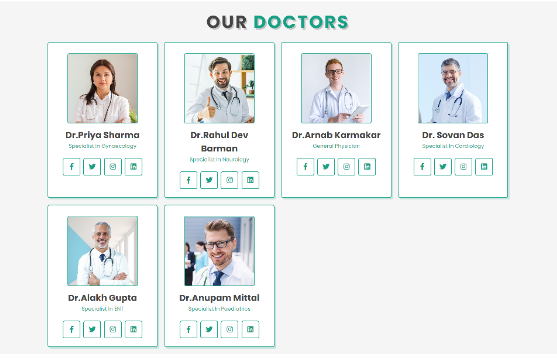 OUR DOCTORS
Dr.Priya Sharma
Specialist In Gynaecology
Dr.Rahul Dev
Barman
Specialist In Neurology
Dr.Arnab Karmakar
General Physician
Dr. Sovan Das
Specialist In Cardiology
Dr.Alakh Gupta
Specialist In ENT
Dr.Anupam Mittal
Specialist In Paediatrics